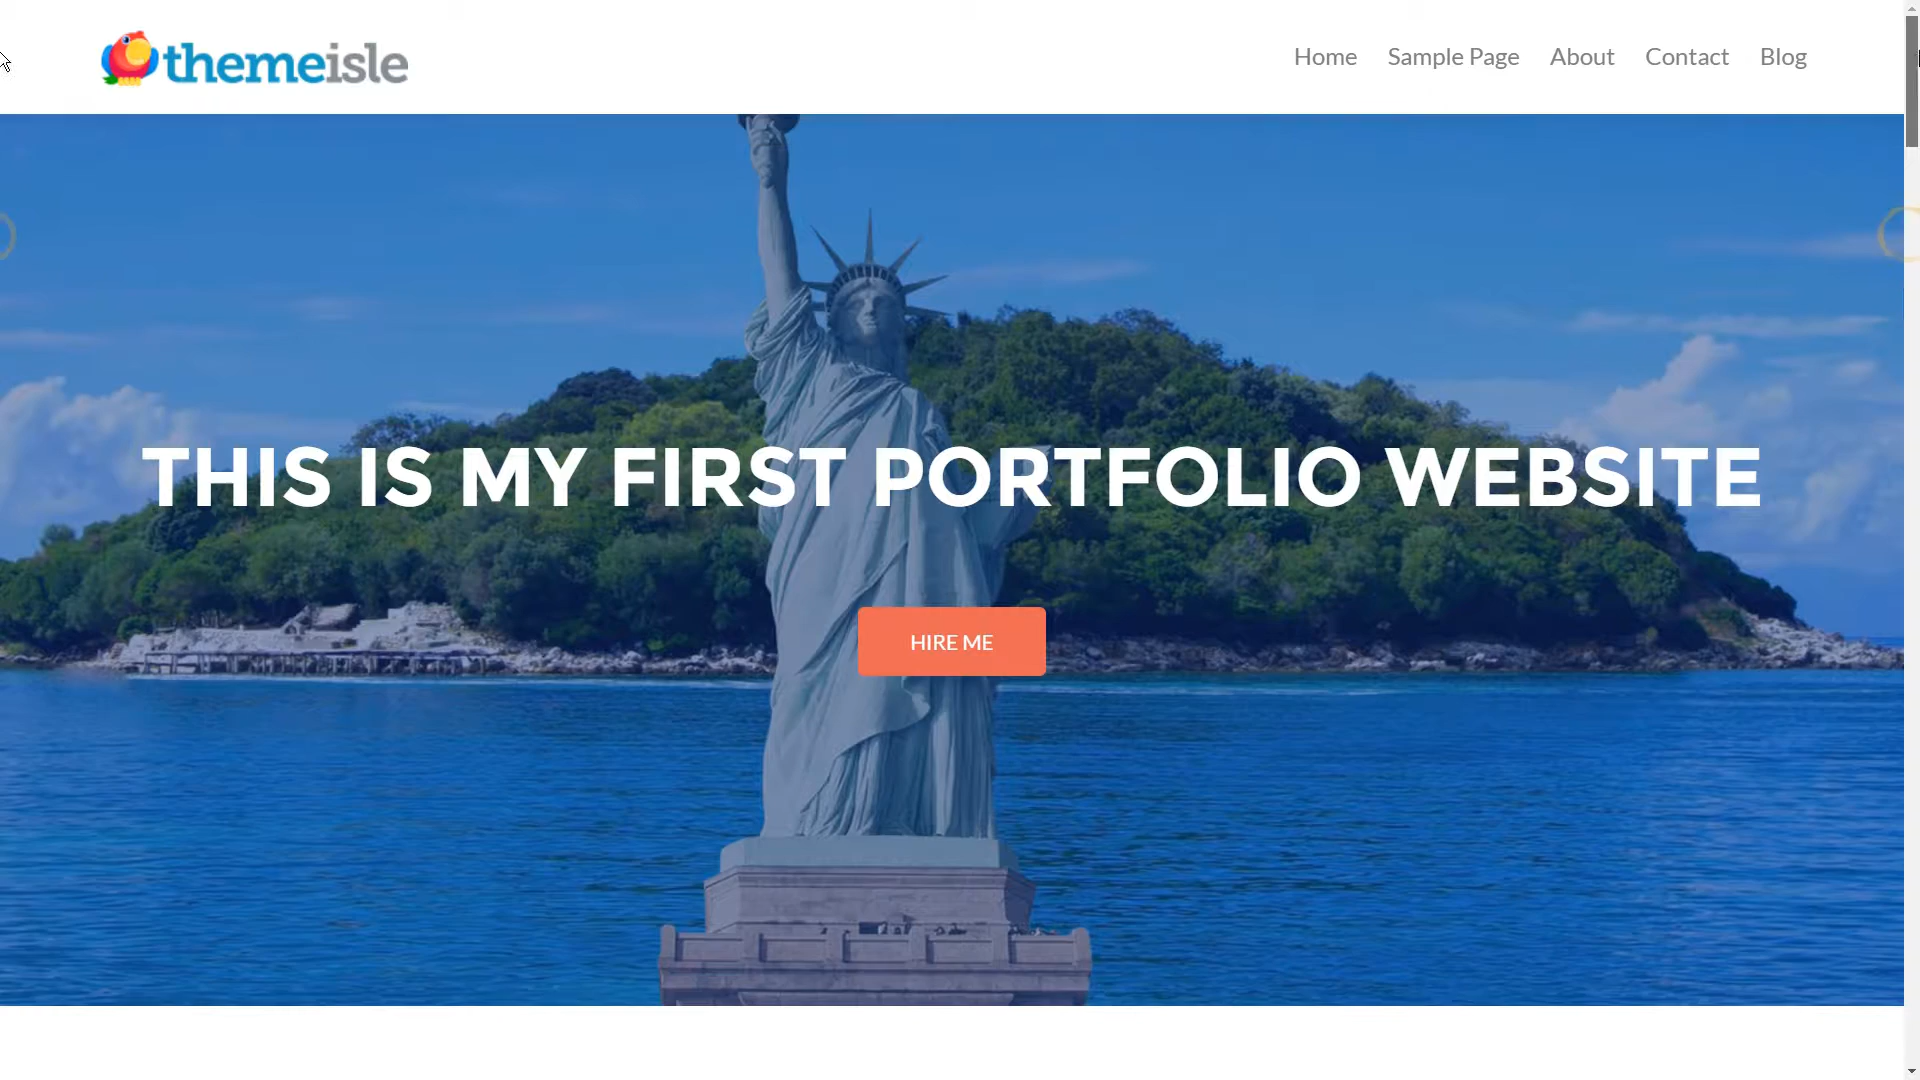 themeisle
Home Sample Page About Contact Blog
THIS IS MY FIRST PORTFOLIO WEBSITE
HIRE ME